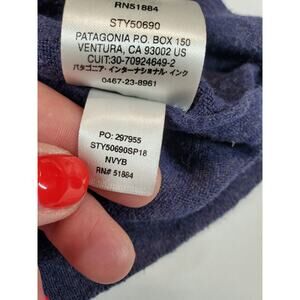 RN51884
STY50690
PATAGONIA P.O. BOX 150
VENTURA, CA 93002 US
CUIT:30-70924649-2
パタゴニア・インターナショナル・インク
0467-23-8961
PO: 297955
STY50690SP18
NVYB
RN# 51884